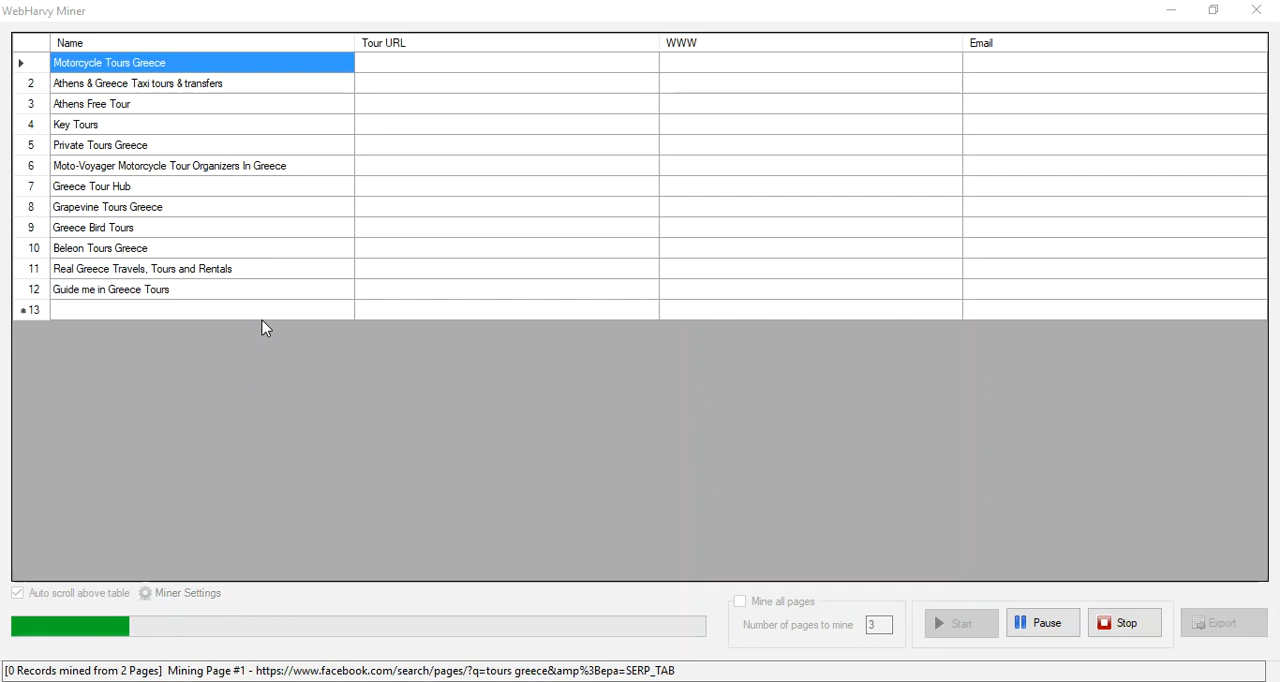 WebHarvy Miner
Name Tour URL WWW Email
Motorcycle Tours Greece
2 Athens & Greece Taxi tours & transfers
3 Athens Free Tour
4 Key Tours
5 Private Tours Greece
6 Moto-Voyager Motorcycle Tour Organizers In Greece
7 Greece Tour Hub
8 Grapevine Tours Greece
9 Greece Bird Tours
10 Beleon Tours Greece
11 Real Greece Travels, Tours and Rentals
12 Guide me in Greece Tours
13
Auto scroll above table Miner Settings
Mine all pages
Number of pages to mine 3
Start Pause Stop Export
[0 Records mined from 2 Pages] Mining Page #1 - https://www.facebook.com/search/pages/?q=tours greece&amp%3Bepa=SERP_TAB